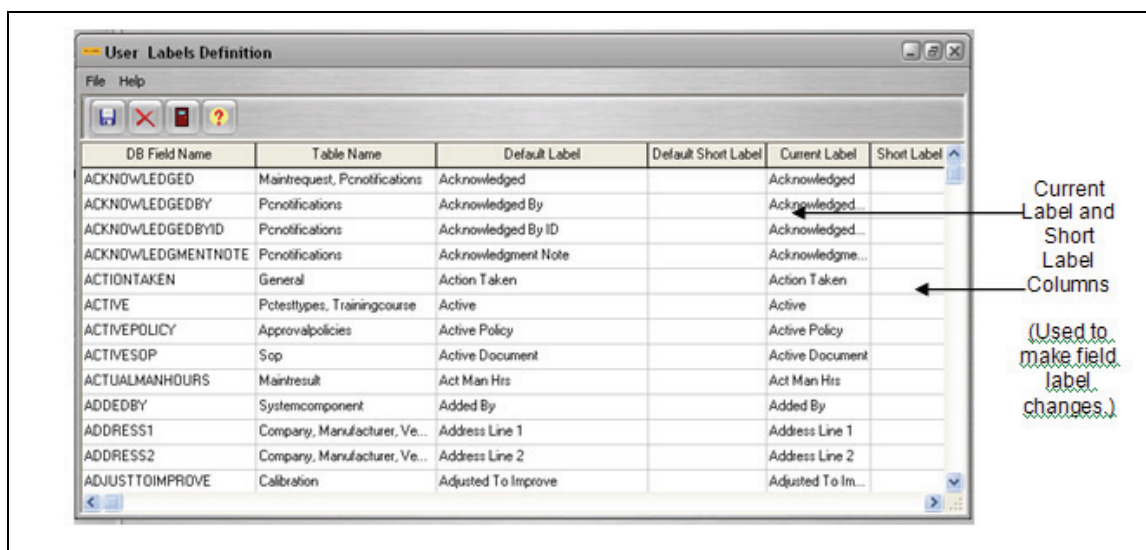 User Labels Definition
File Help
DB Field Name Table Name Default Label Default Short Label Current Label Short Label
ACKNOWLEDGED Maintrequest, Pcnotifications Acknowledged Acknowledged
ACKNOWLEDGEDBY Pcnotifications Acknowledged By Acknowledged...
ACKNOWLEDGEDBYID Pcnotifications Acknowledged By ID Acknowledged...
ACKNOWLEDGMENTNOTE Pcnotifications Acknowledgment Note Acknowledgme...
ACTIONTAKEN General Action Taken Action Taken
ACTIVE Pctesttypes, Trainingcourse Active Active
ACTIVEPOLICY Approvalpolicies Active Policy Active Policy
ACTIVESOP Sop Active Document Active Document
ACTUALMANHOURS Maintresult Act Man Hrs Act Man Hrs
ADDEDBY Systemcomponent Added By Added By
ADDRESS1 Company, Manufacturer, Ve... Address Line 1 Address Line 1
ADDRESS2 Company, Manufacturer, Ve... Address Line 2 Address Line 2
ADJUSTTOIMPROVE Calibration Adjusted To Improve Adjusted To Im...
Current
Label and
Short
Label
Columns
(Used to
make field
label
changes.)